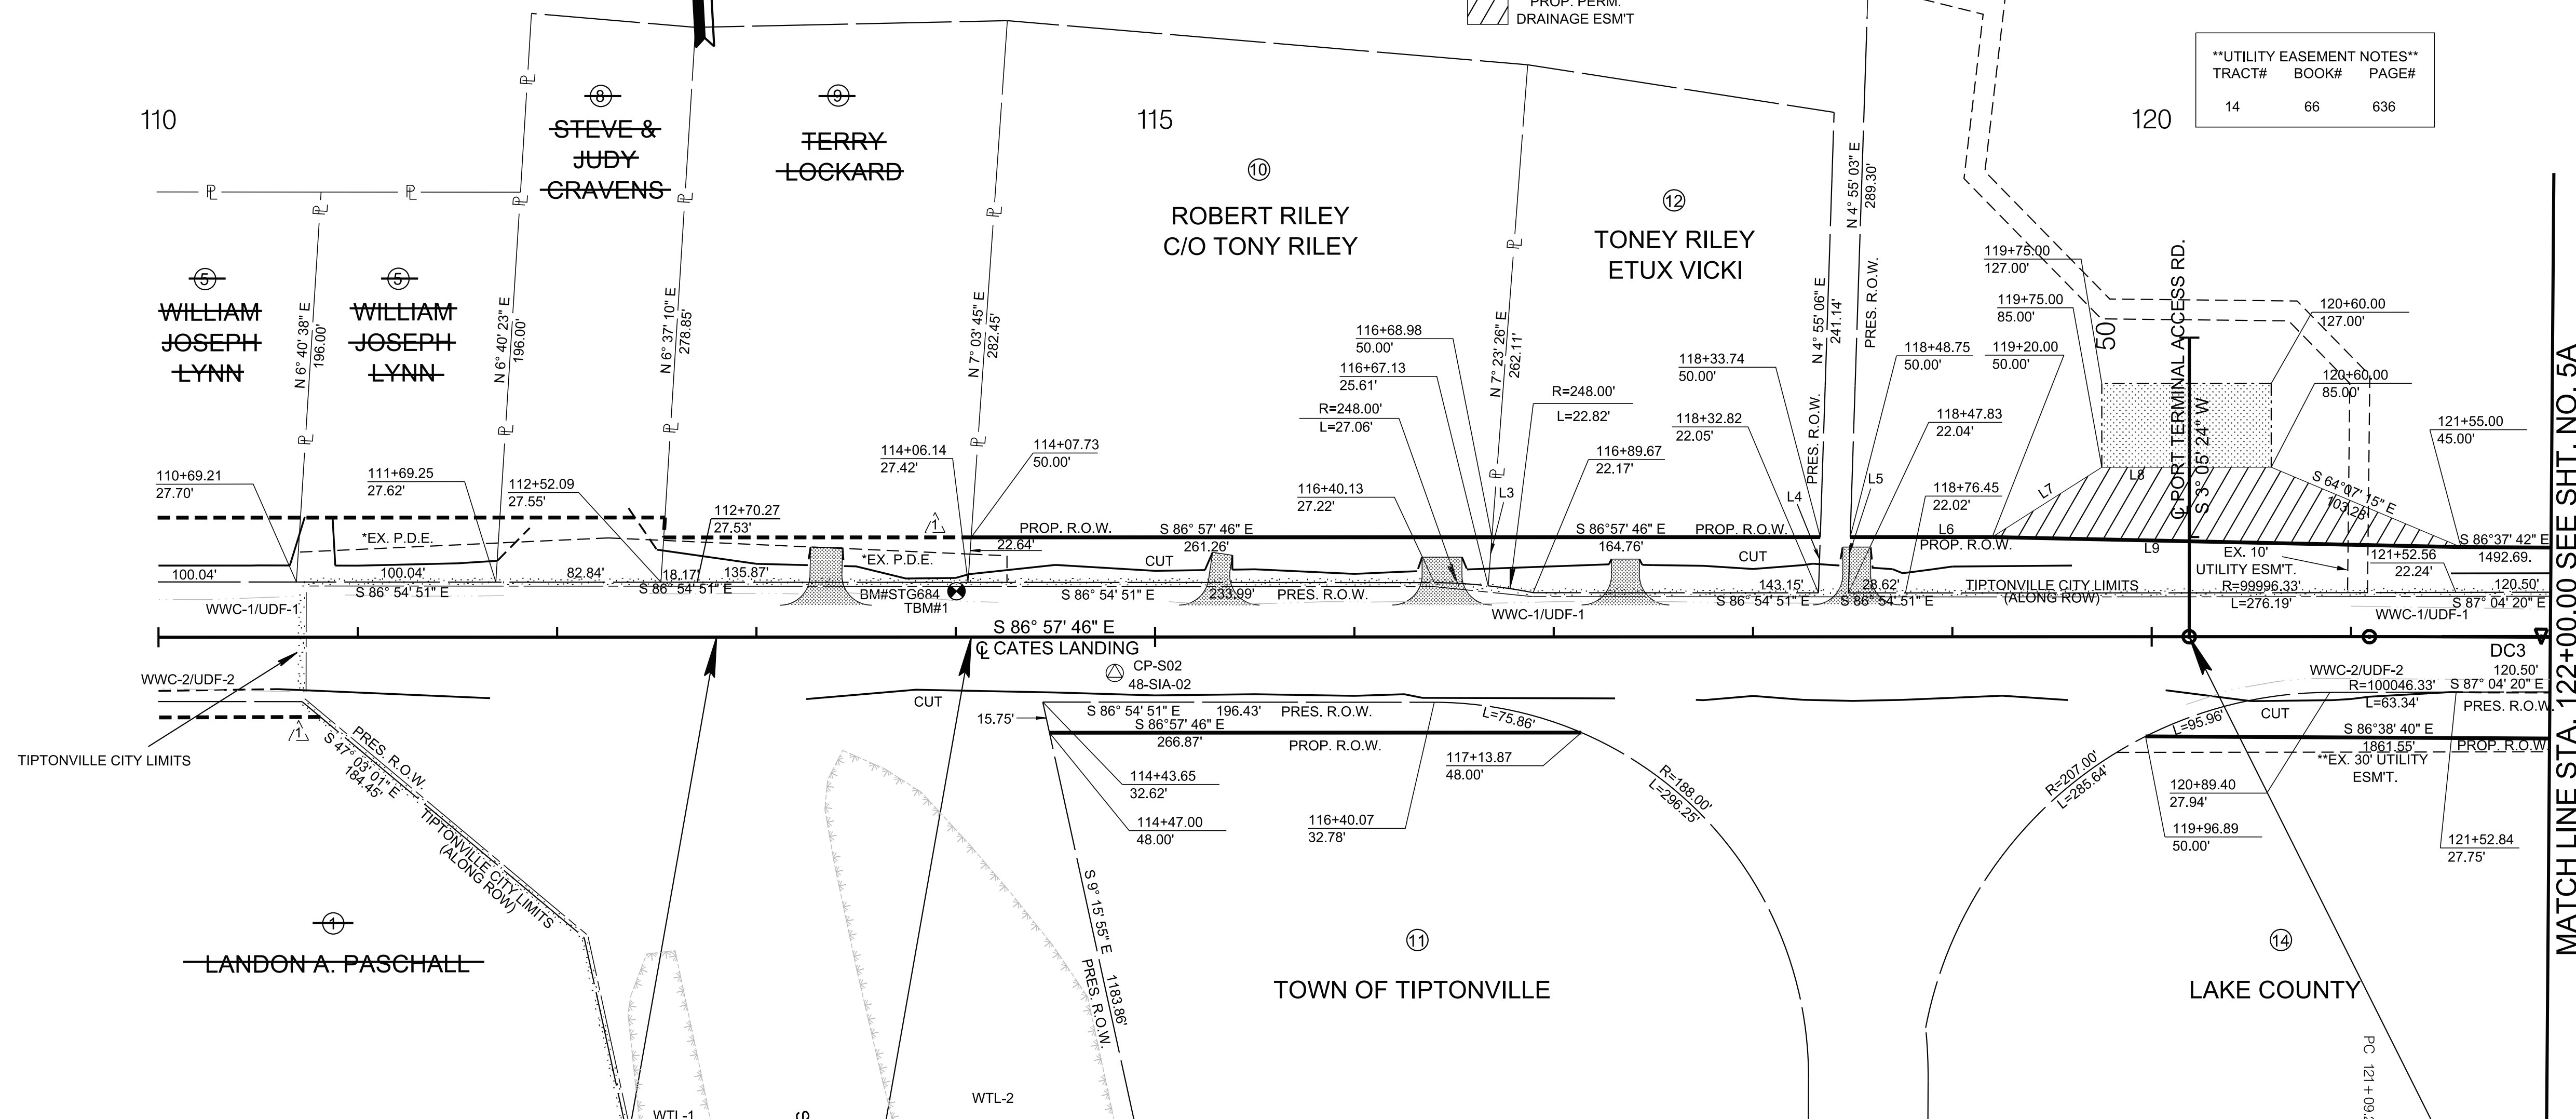 PROP. PERM.
DRAINAGE ESM'T
**UTILITY EASEMENT NOTES**
TRACT# BOOK# PAGE#
14 66 636
110
115
120
8
STEVE &
JUDY
CRAVENS
9
TERRY
LOCKARD
10
ROBERT RILEY
C/O TONY RILEY
12
TONEY RILEY
ETUX VICKI
5
WILLIAM
JOSEPH
LYNN
5
WILLIAM
JOSEPH
LYNN
N 6° 40' 38" E
196.00'
N 6° 40' 23" E
196.00'
N 6° 37' 10" E
278.85'
N 7° 03' 45" E
282.45'
N 7° 23' 26" E
262.11'
N 4° 55' 06" E
241.14'
PRES. R.O.W.
N 4° 55' 03" E
289.30'
PRES. R.O.W.
110+69.21
27.70'
111+69.25
27.62'
112+52.09
27.55'
112+70.27
27.53'
114+06.14
27.42'
114+07.73
50.00'
116+68.98
50.00'
116+67.13
25.61'
R=248.00'
L=27.06'
116+40.13
27.22'
R=248.00'
L=22.82'
116+89.67
22.17'
118+33.74
50.00'
118+32.82
22.05'
118+48.75
50.00'
118+47.83
22.04'
118+76.45
22.02'
119+20.00
50.00'
119+75.00
127.00'
119+75.00
85.00'
120+60.00
127.00'
120+60.00
85.00'
121+55.00
45.00'
50
℄ PORT TERMINAL ACCESS RD.
S 3° 05' 24" W
L3
L4
L5
L6
L7
L8
L9
S 64°07' 15" E
103.25'
*EX. P.D.E.
*EX. P.D.E.
1
22.64'
PROP. R.O.W.
S 86° 57' 46" E
261.26'
CUT
S 86°57' 46" E
164.76'
PROP. R.O.W.
CUT
PROP. R.O.W.
EX. 10'
UTILITY ESM'T.
S 86°37' 42" E
1492.69.
121+52.56
22.24'
100.04'
100.04'
82.84'
18.17'
135.87'
S 86° 54' 51" E
S 86° 54' 51" E
BM#STG684
TBM#1
S 86° 54' 51" E
233.99'
PRES. R.O.W.
143.15'
S 86° 54' 51" E
28.62'
S 86° 54' 51" E
TIPTONVILLE CITY LIMITS
(ALONG ROW)
R=99996.33'
L=276.19'
120.50'
S 87° 04' 20" E
WWC-1/UDF-1
WWC-1/UDF-1
WWC-1/UDF-1
S 86° 57' 46" E
℄ CATES LANDING
DC3
MATCH LINE STA. 122+00.00 SEE SHT. NO. 5A
WWC-2/UDF-2
CP-S02
48-SIA-02
CUT
15.75'
S 86° 54' 51" E
196.43'
PRES. R.O.W.
S 86°57' 46" E
266.87'
PROP. R.O.W.
L=75.86'
114+43.65
32.62'
114+47.00
48.00'
116+40.07
32.78'
117+13.87
48.00'
R=188.00'
L=296.25'
R=207.00'
L=285.64'
L=95.96'
WWC-2/UDF-2
120.50'
R=100046.33'
S 87° 04' 20" E
L=63.34'
PRES. R.O.W.
CUT
S 86°38' 40" E
1861.55'
PROP. R.O.W.
**EX. 30' UTILITY
ESM'T.
120+89.40
27.94'
119+96.89
50.00'
121+52.84
27.75'
TIPTONVILLE CITY LIMITS
1
PRES. R.O.W.
S 47° 03' 01" E
184.45'
TIPTONVILLE CITY LIMITS
(ALONG ROW)
S 9° 15' 55" E 1183.86'
PRES. R.O.W.
1
LANDON A. PASCHALL
11
TOWN OF TIPTONVILLE
14
LAKE COUNTY
WTL-1
WTL-2